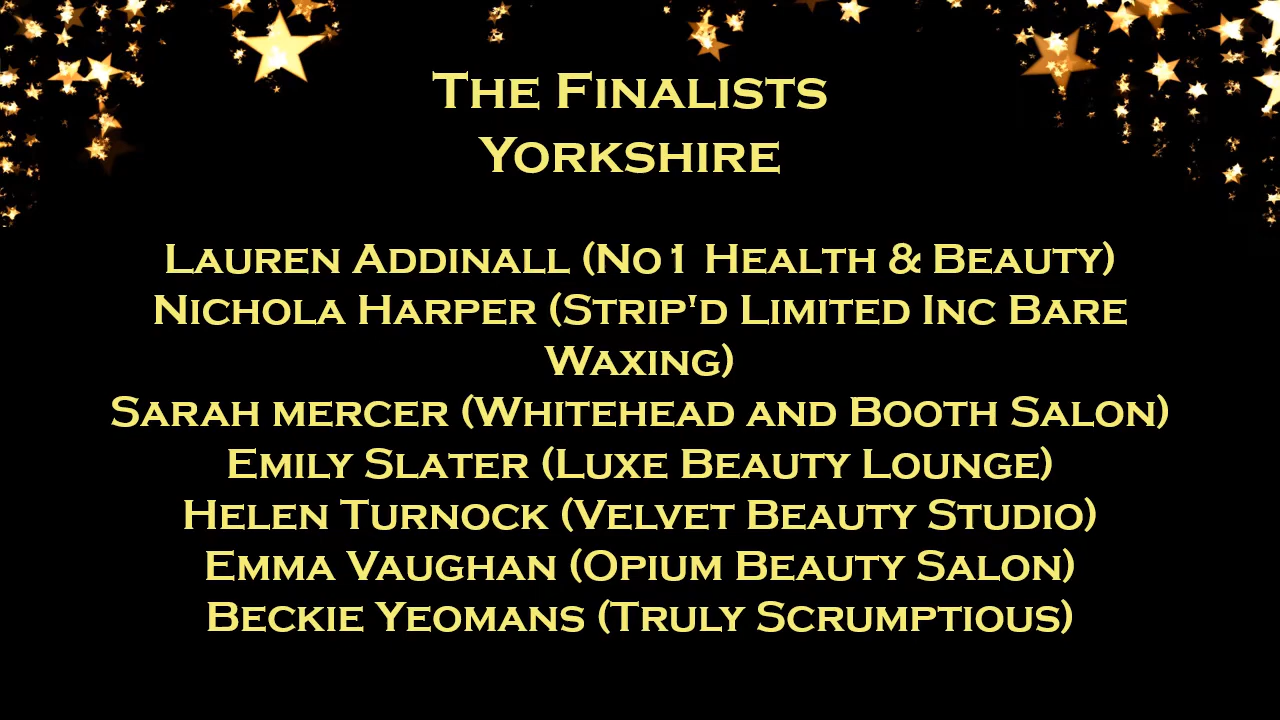 The Finalists
Yorkshire
Lauren Addinall (No1 Health & Beauty)
Nichola Harper (Strip'd Limited Inc Bare
Waxing)
Sarah mercer (Whitehead and Booth Salon)
Emily Slater (Luxe Beauty Lounge)
Helen Turnock (Velvet Beauty Studio)
Emma Vaughan (Opium Beauty Salon)
Beckie Yeomans (Truly Scrumptious)